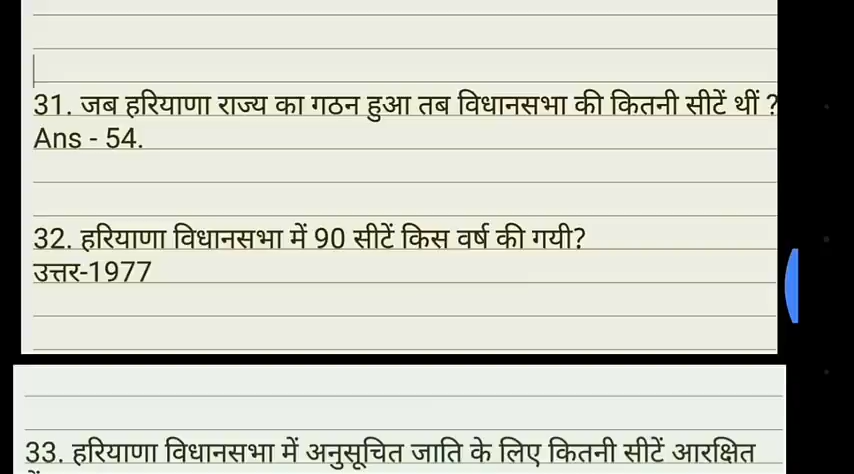 31. जब हरियाणा राज्य का गठन हुआ तब विधानसभा की कितनी सीटें थीं ?
Ans - 54.
32. हरियाणा विधानसभा में 90 सीटें किस वर्ष की गयी?
उत्तर-1977
33. हरियाणा विधानसभा में अनुसूचित जाति के लिए कितनी सीटें आरक्षित